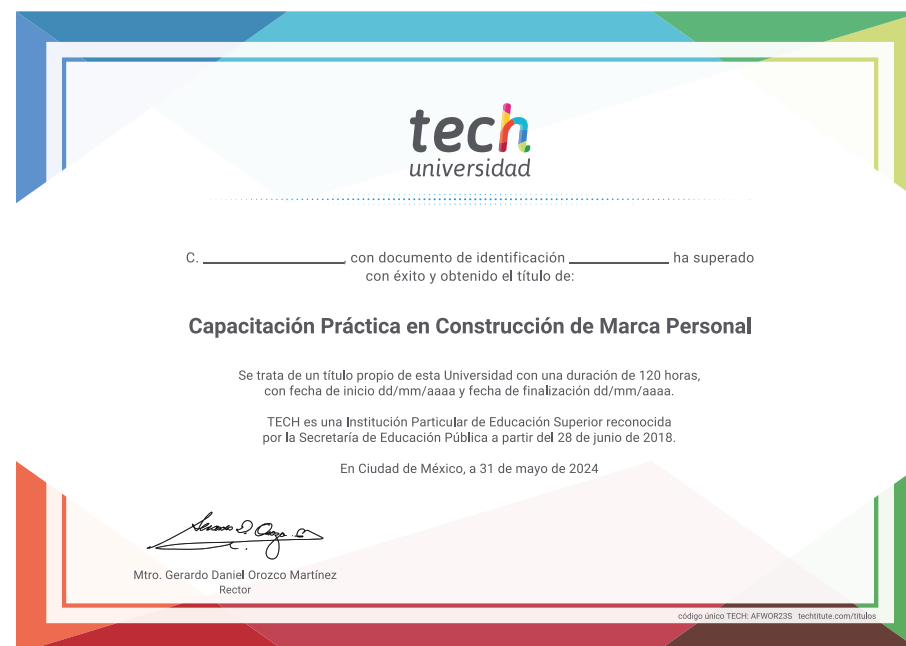 tech
universidad
C. ____________, con documento de identificación ____________ ha superado
con éxito y obtenido el título de:
Capacitación Práctica en Construcción de Marca Personal
Se trata de un título propio de esta Universidad con una duración de 120 horas,
con fecha de inicio dd/mm/aaaa y fecha de finalización dd/mm/aaaa.
TECH es una Institución Particular de Educación Superior reconocida
por la Secretaría de Educación Pública a partir del 28 de junio de 2018.
En Ciudad de México, a 31 de mayo de 2024
Mtro. Gerardo Daniel Orozco Martínez
Rector
código único TECH: AFWOR23S techtitute.com/titulos